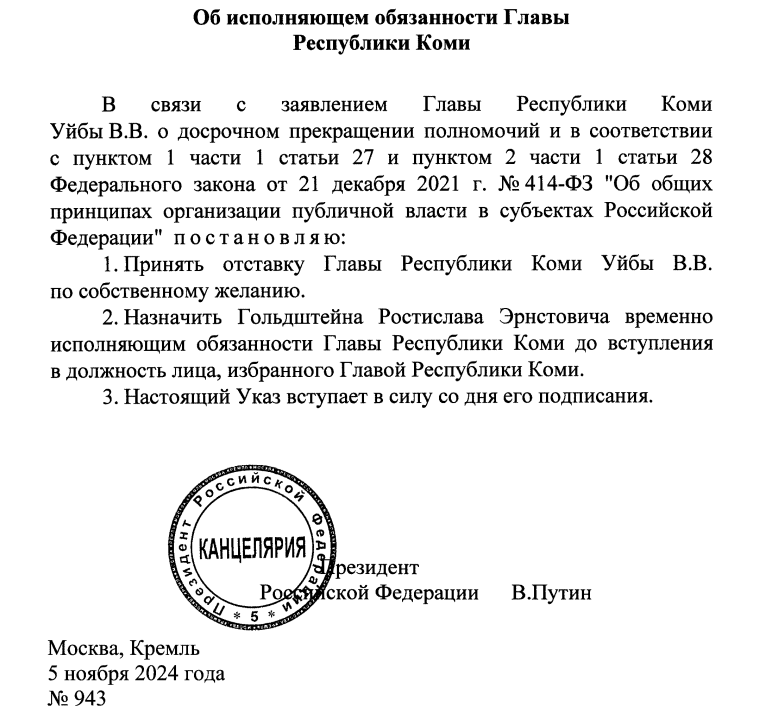 Об исполняющем обязанности Главы
Республики Коми
В связи с заявлением Главы Республики Коми
Уйбы В.В. о досрочном прекращении полномочий и в соответствии
с пунктом 1 части 1 статьи 27 и пунктом 2 части 1 статьи 28
Федерального закона от 21 декабря 2021 г. № 414-ФЗ "Об общих
принципах организации публичной власти в субъектах Российской
Федерации" п о с т а н о в л я ю:
1. Принять отставку Главы Республики Коми Уйбы В.В.
по собственному желанию.
2. Назначить Гольдштейна Ростислава Эрнстовича временно
исполняющим обязанности Главы Республики Коми до вступления
в должность лица, избранного Главой Республики Коми.
3. Настоящий Указ вступает в силу со дня его подписания.
Президент Российской Федерации
КАНЦЕЛЯРИЯ
* 5 *
Президент
Российской Федерации В.Путин
Москва, Кремль
5 ноября 2024 года
№ 943